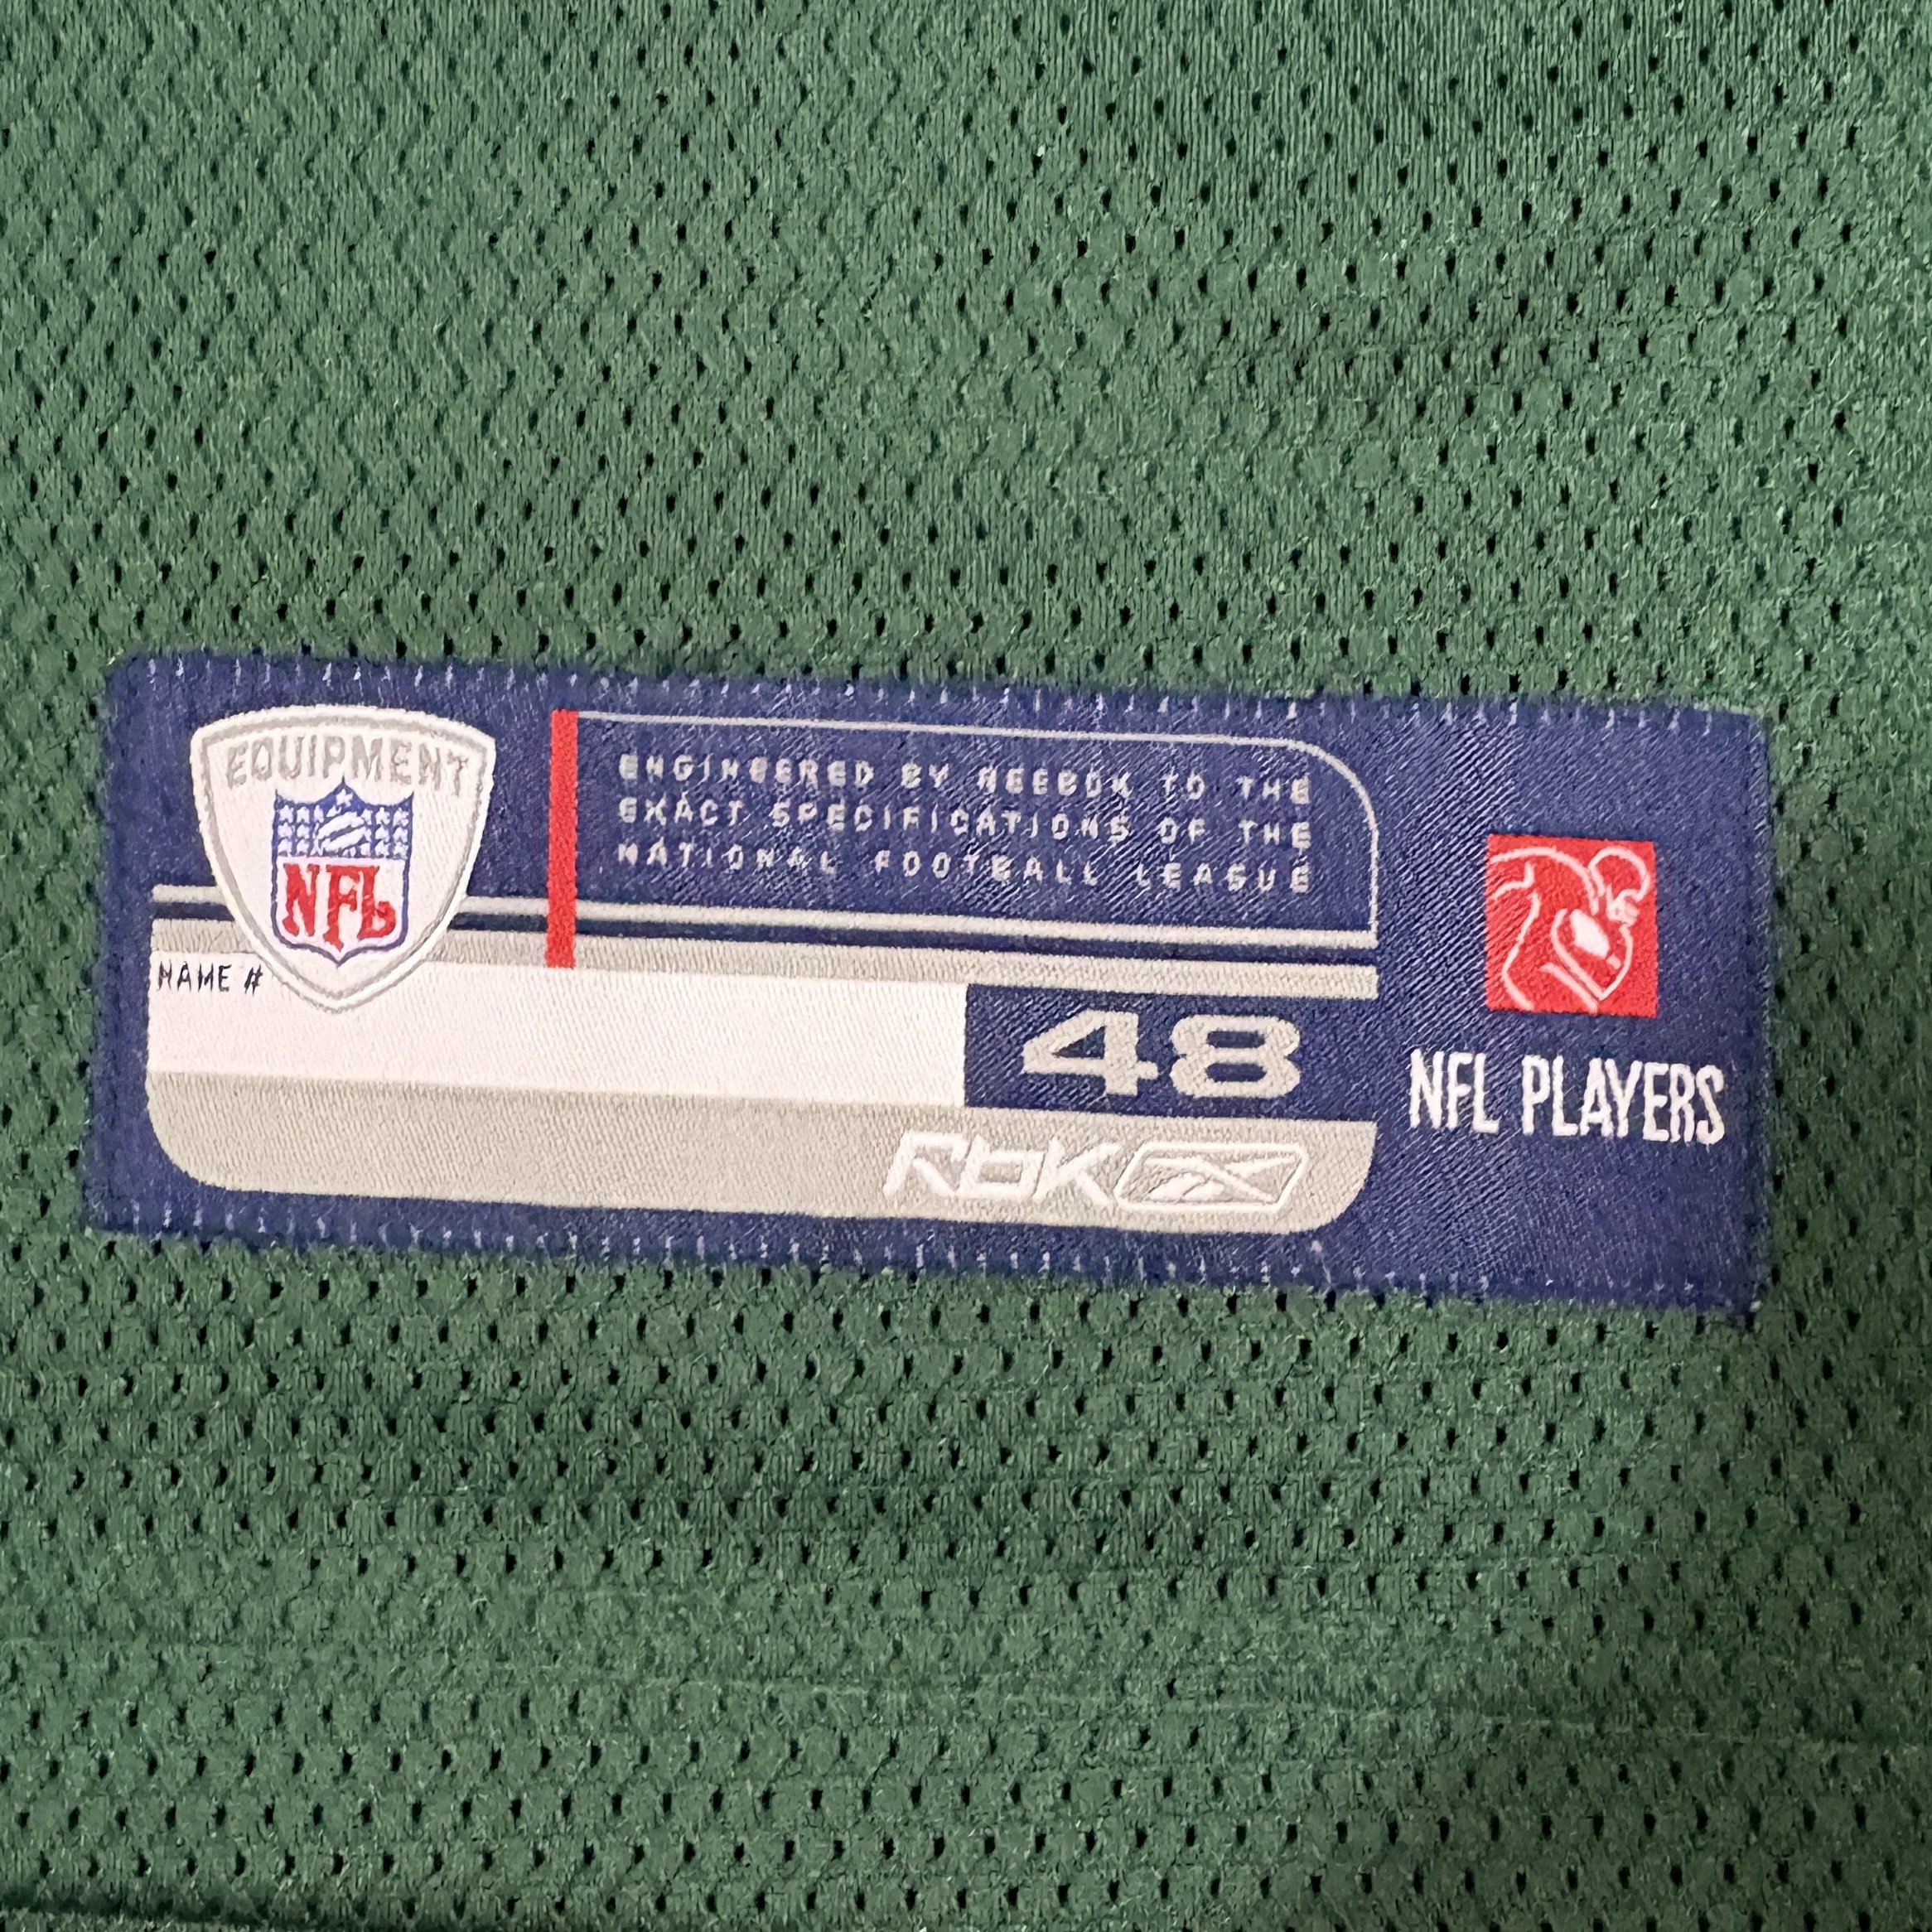 EQUIPMENT
NFL
ENGINEERED BY REEBOK TO THE
EXACT SPECIFICATIONS OF THE
NATIONAL FOOTBALL LEAGUE
NAME #
48
Rbk
NFL PLAYERS